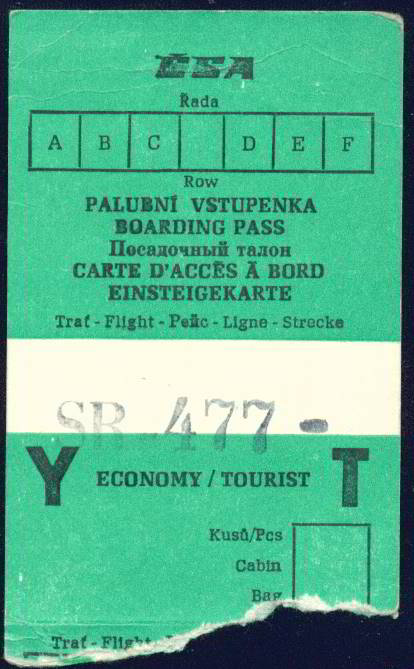 ČSA
Řada
A B C D E F
Row
PALUBNÍ VSTUPENKA
BOARDING PASS
Посадочный талон
CARTE D'ACCÈS À BORD
EINSTEIGEKARTE
Trať - Flight - Рейс - Ligne - Strecke
SR 477 -
Y ECONOMY / TOURIST T
Kusů/Pcs
Cabin
Bag
Trať - Flight -